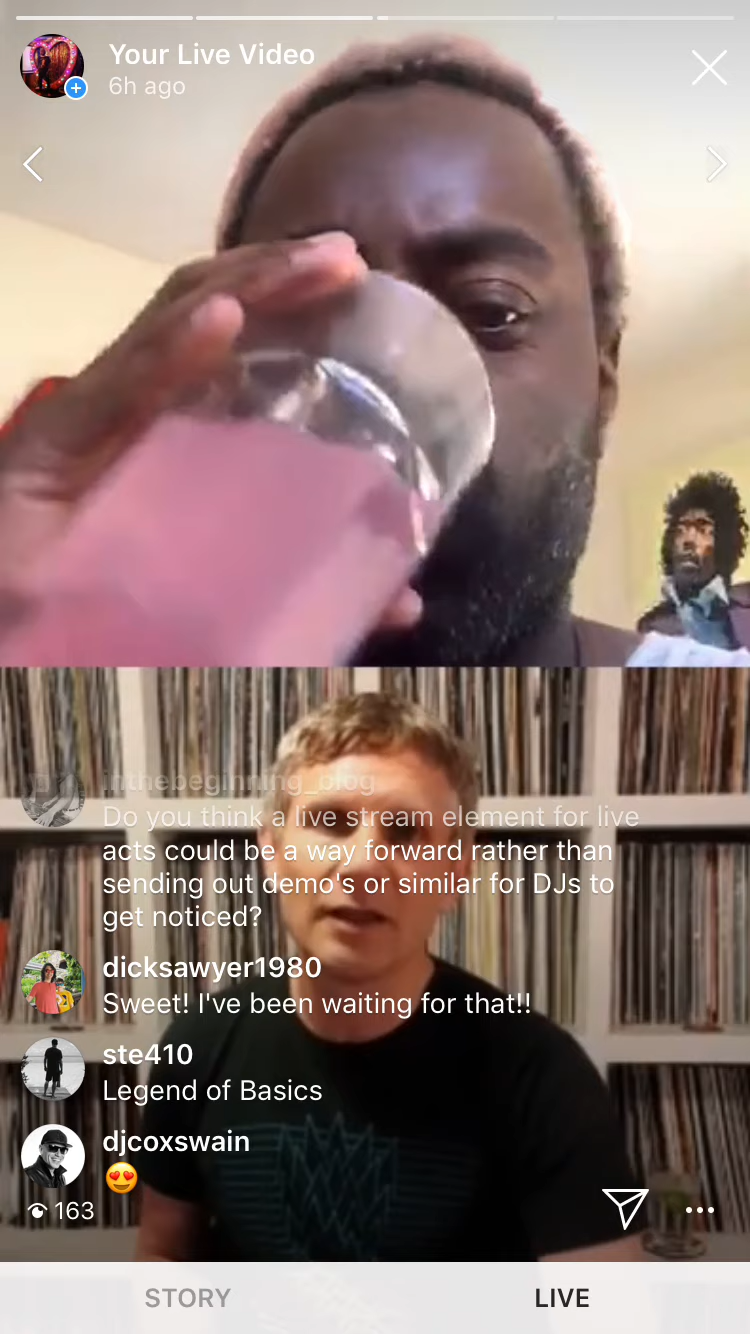 Your Live Video
6h ago
inthebeginning_blog
Do you think a live stream element for live
acts could be a way forward rather than
sending out demo's or similar for DJs to
get noticed?
dicksawyer1980
Sweet! I've been waiting for that!!
ste410
Legend of Basics
djcoxswain
😍
163
STORY
LIVE